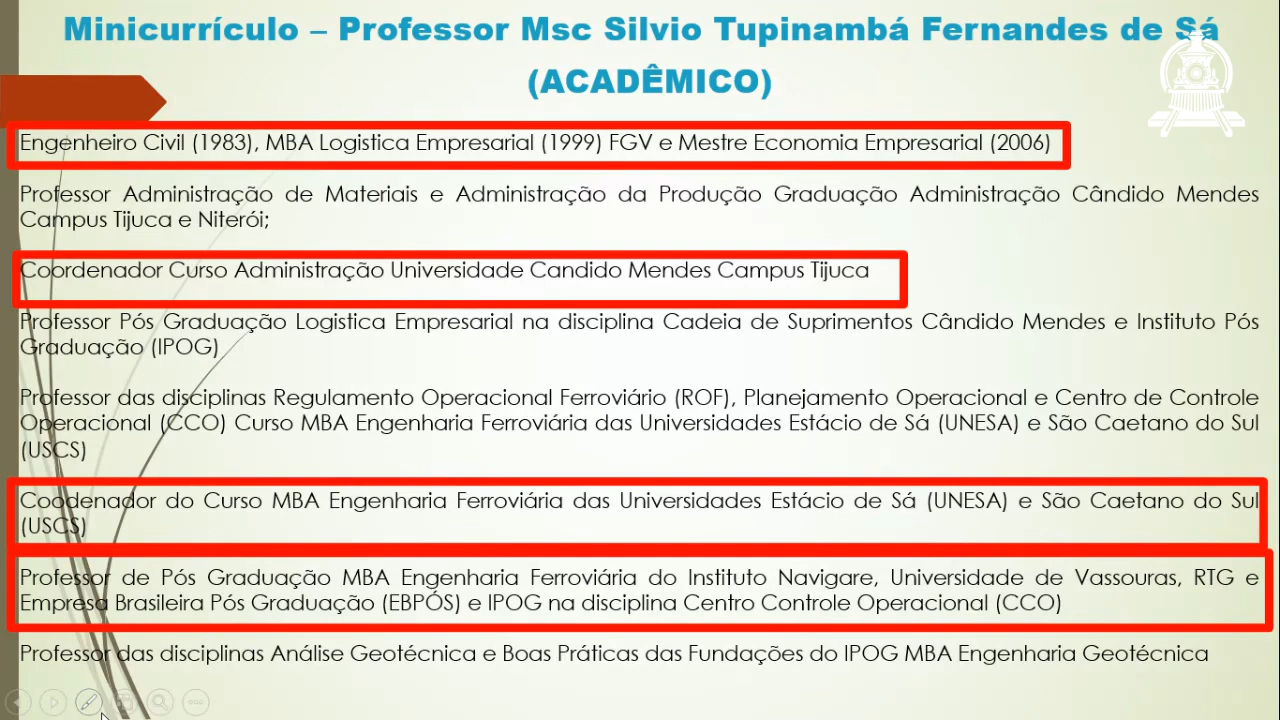 Minicurrículo – Professor Msc Silvio Tupinambá Fernandes de Sá
(ACADÊMICO)
Engenheiro Civil (1983), MBA Logistica Empresarial (1999) FGV e Mestre Economia Empresarial (2006)
Professor Administração de Materiais e Administração da Produção Graduação Administração Cândido Mendes
Campus Tijuca e Niterói;
Coordenador Curso Administração Universidade Candido Mendes Campus Tijuca
Professor Pós Graduação Logistica Empresarial na disciplina Cadeia de Suprimentos Cândido Mendes e Instituto Pós
Graduação (IPOG)
Professor das disciplinas Regulamento Operacional Ferroviário (ROF), Planejamento Operacional e Centro de Controle
Operacional (CCO) Curso MBA Engenharia Ferroviária das Universidades Estácio de Sá (UNESA) e São Caetano do Sul
(USCS)
Coodenador do Curso MBA Engenharia Ferroviária das Universidades Estácio de Sá (UNESA) e São Caetano do Sul
(USCS)
Professor de Pós Graduação MBA Engenharia Ferroviária do Instituto Navigare, Universidade de Vassouras, RTG e
Empresa Brasileira Pós Graduação (EBPÓS) e IPOG na disciplina Centro Controle Operacional (CCO)
Professor das disciplinas Análise Geotécnica e Boas Práticas das Fundações do IPOG MBA Engenharia Geotécnica